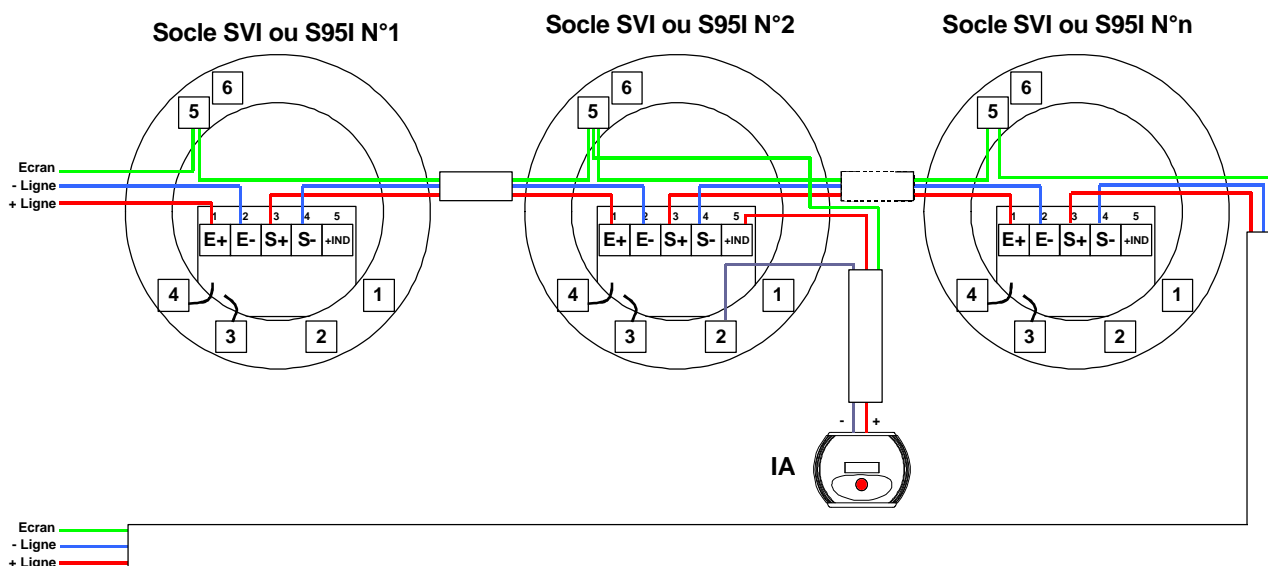 Socle SVI ou S95I N°1
Socle SVI ou S95I N°2
Socle SVI ou S95I N°n
6
6
6
5
5
5
Ecran
- Ligne
+ Ligne
1 2 3 4 5
E+ E- S+ S- +IND
1 2 3 4 5
E+ E- S+ S- +IND
1 2 3 4 5
E+ E- S+ S- +IND
4 1
3 2
4 1
3 2
4 1
3 2
- +
IA
Ecran
- Ligne
+ Ligne